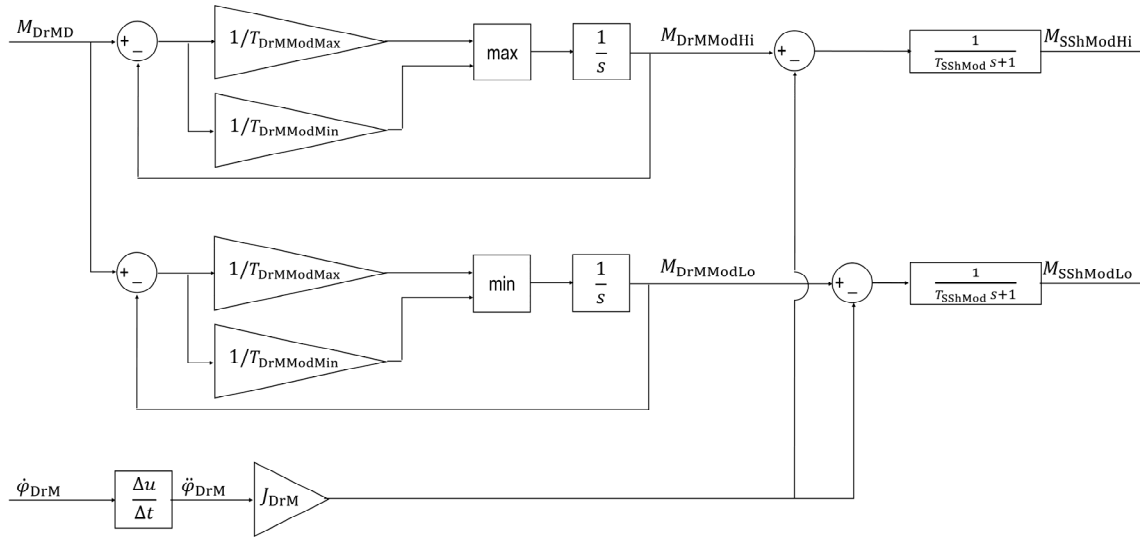 M_DrMD
+
−
1/T_DrMModMax
1/T_DrMModMin
max
1/s
M_DrMModHi
+
−
1/(T_SShMod s+1)
M_SShModHi
+
−
1/T_DrMModMax
1/T_DrMModMin
min
1/s
M_DrMModLo
+
−
1/(T_SShMod s+1)
M_SShModLo
φ̇_DrM
Δu/Δt
φ̈_DrM
J_DrM